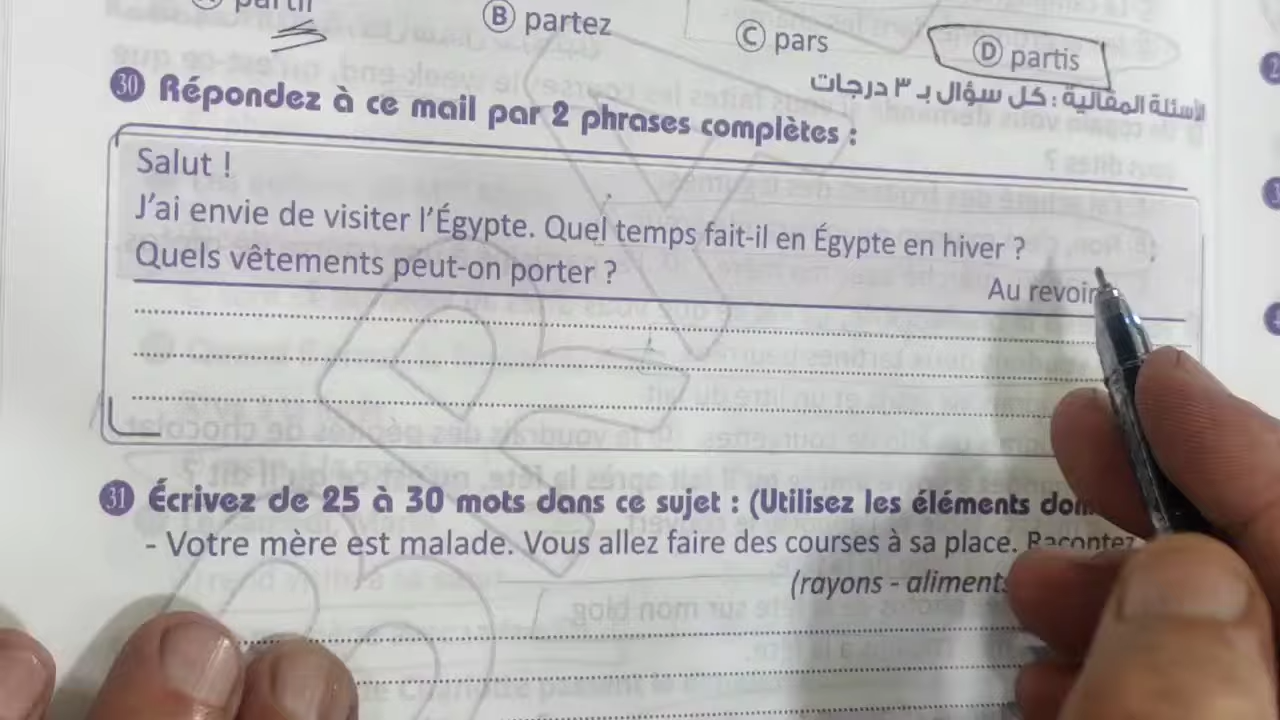 partir
B partez
C pars
D partis
الأسئلة المقالية : كل سؤال بـ ٣ درجات
30 Répondez à ce mail par 2 phrases complètes :
Salut !
J'ai envie de visiter l'Égypte. Quel temps fait-il en Égypte en hiver ?
Quels vêtements peut-on porter ?
Au revoir
31 Écrivez de 25 à 30 mots dans ce sujet : (Utilisez les éléments
- Votre mère est malade. Vous allez faire des courses à sa place. Racontez
(rayons - aliments